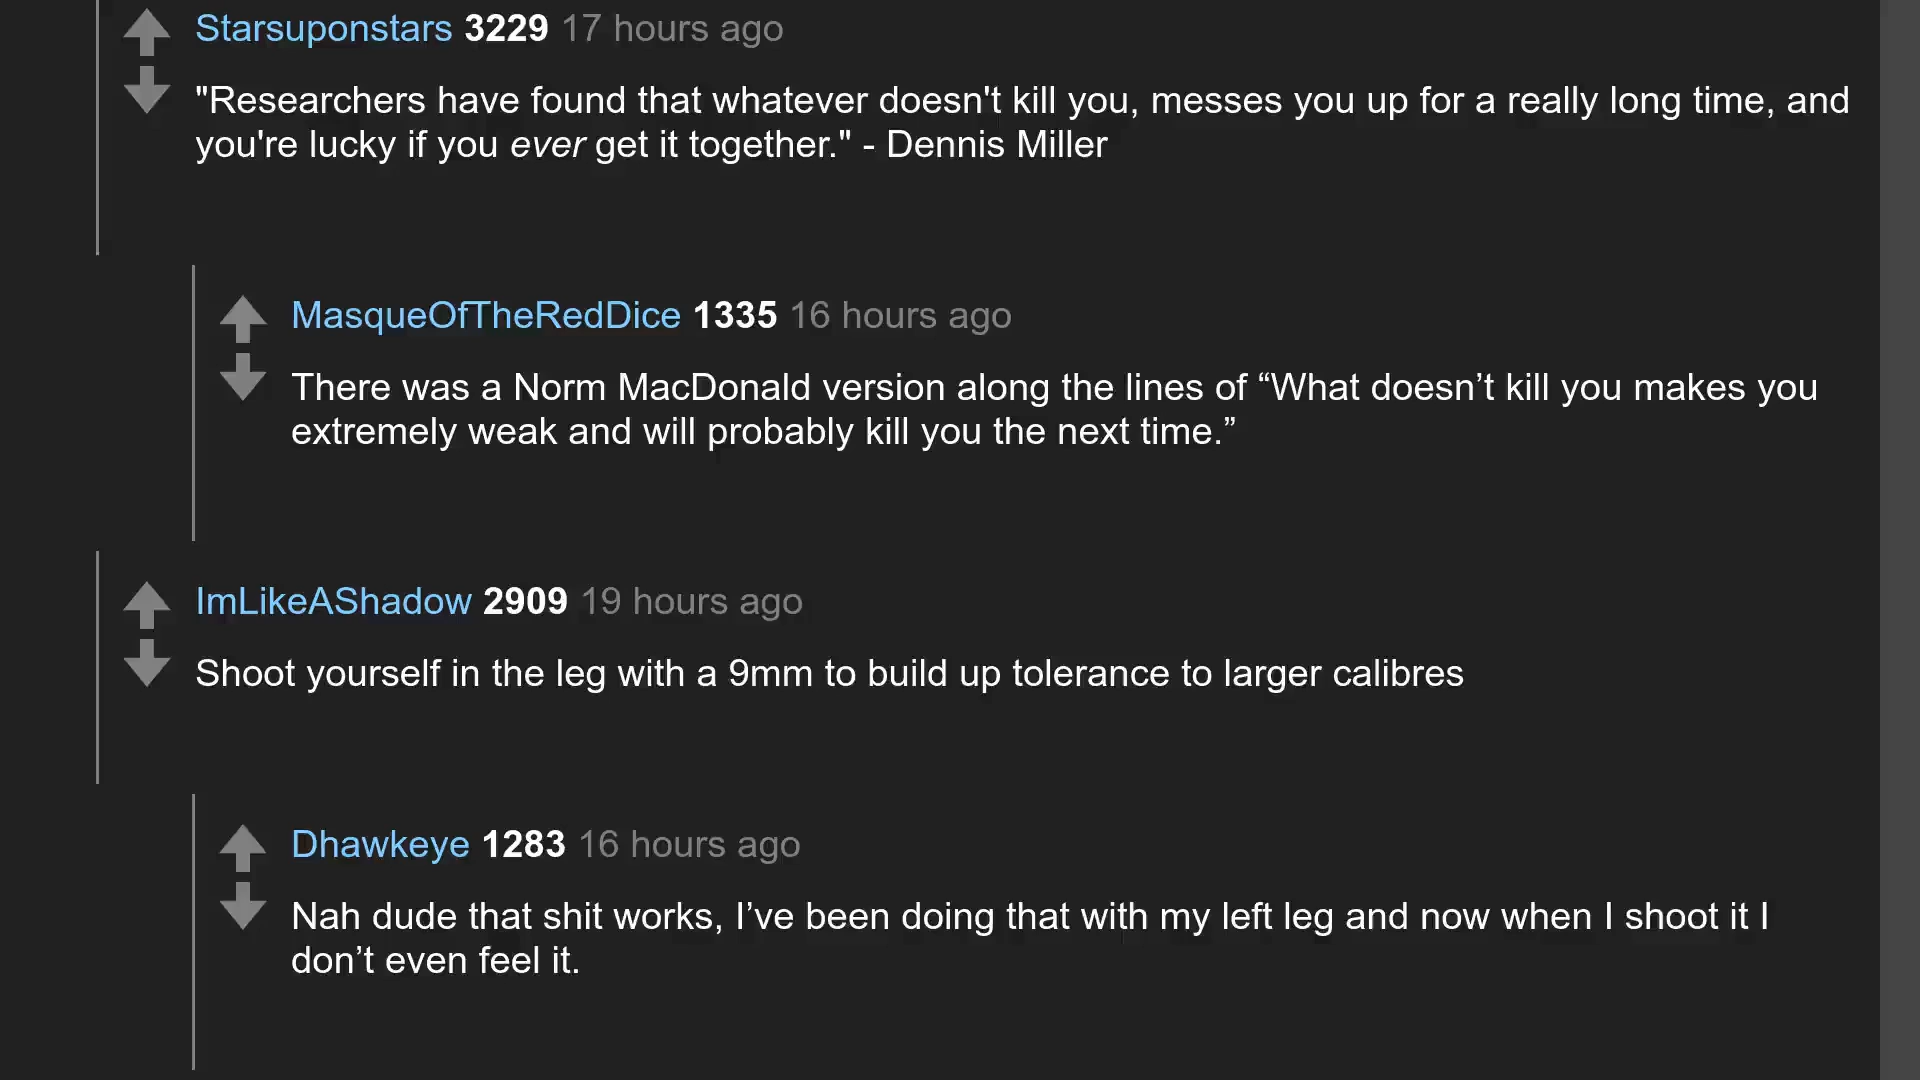 Starsuponstars 3229 17 hours ago
"Researchers have found that whatever doesn't kill you, messes you up for a really long time, and
you're lucky if you ever get it together." - Dennis Miller
MasqueOfTheRedDice 1335 16 hours ago
There was a Norm MacDonald version along the lines of “What doesn’t kill you makes you
extremely weak and will probably kill you the next time.”
ImLikeAShadow 2909 19 hours ago
Shoot yourself in the leg with a 9mm to build up tolerance to larger calibres
Dhawkeye 1283 16 hours ago
Nah dude that shit works, I’ve been doing that with my left leg and now when I shoot it I
don’t even feel it.